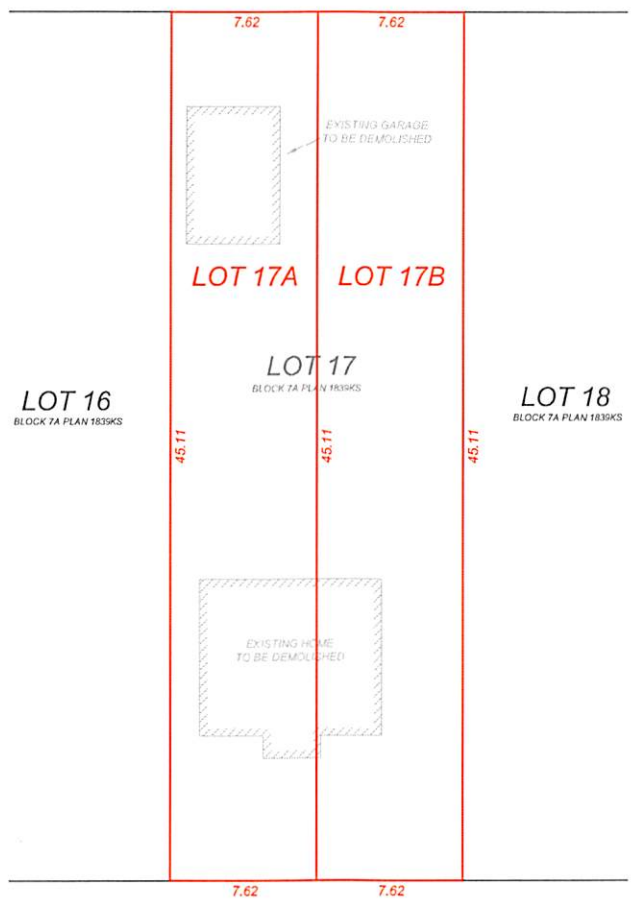 7.62 7.62
EXISTING GARAGE
TO BE DEMOLISHED
LOT 17A LOT 17B
LOT 17
BLOCK 7A PLAN 1839KS
LOT 16
BLOCK 7A PLAN 1839KS
LOT 18
BLOCK 7A PLAN 1839KS
45.11 45.11 45.11
EXISTING HOME
TO BE DEMOLISHED
7.62 7.62